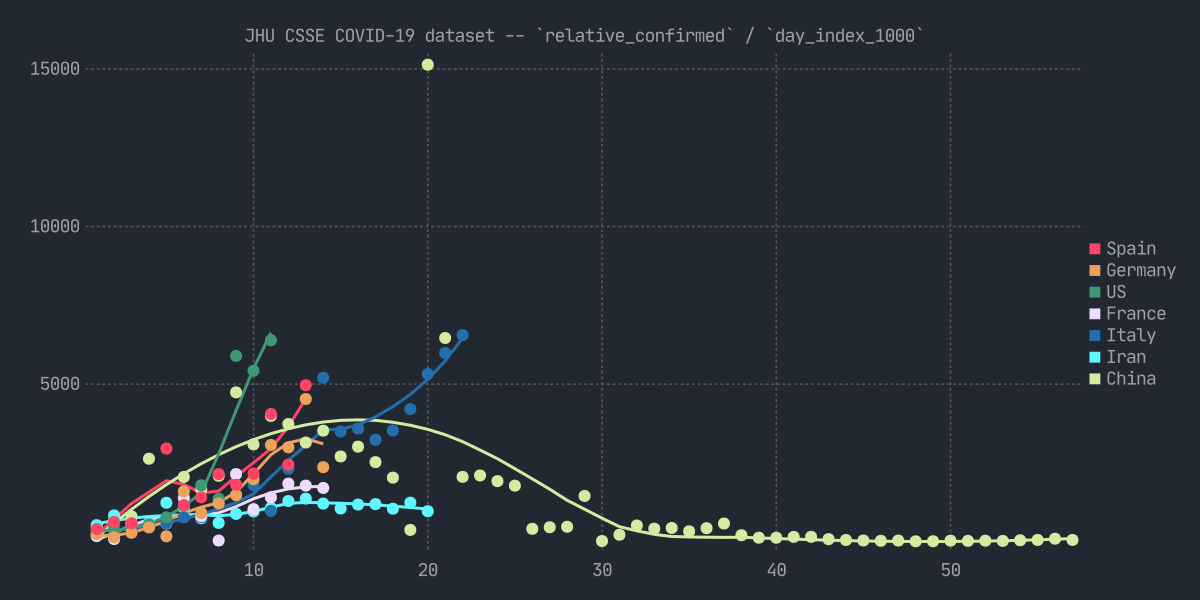 JHU CSSE COVID-19 dataset -- `relative_confirmed` / `day_index_1000`
15000
10000
5000
10 20 30 40 50
Spain
Germany
US
France
Italy
Iran
China